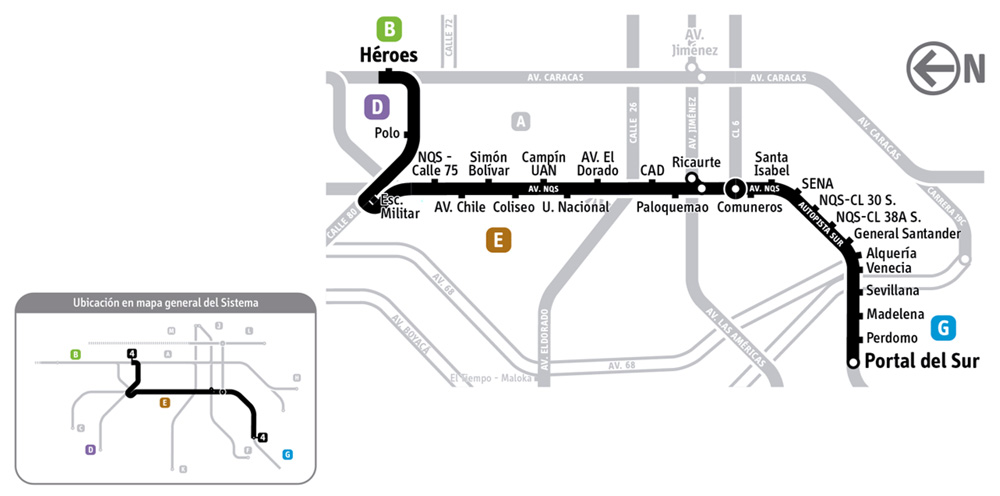 B
Héroes
CALLE 72
AV. Jiménez
N
AV. CARACAS
AV. CARACAS
D
Polo
A
CALLE 26
AV. JIMÉNEZ
CL 6
AV. CARACAS
NQS -
Calle 75
Simón
Bolívar
Campín
UAN
AV. El
Dorado
CAD
Ricaurte
Santa
Isabel
SENA
AV. NQS
AV. NQS
NQS-CL 30 S.
CARRERA 19C
Esc.
Militar
AV. Chile
Coliseo
U. Nacional
Paloquemao
Comuneros
NQS-CL 38A S.
AUTOPISTA SUR
General Santander
CALLE 80
E
Alquería
Venecia
AV. 68
Sevillana
Madelena
G
AV. BOYACÁ
AV. ELDORADO
AV. LAS AMÉRICAS
Perdomo
Portal del Sur
AV. 68
El Tiempo - Maloka
Ubicación en mapa general del Sistema
M
J
L
B
4
A
H
E
C
4
D
F
G
K